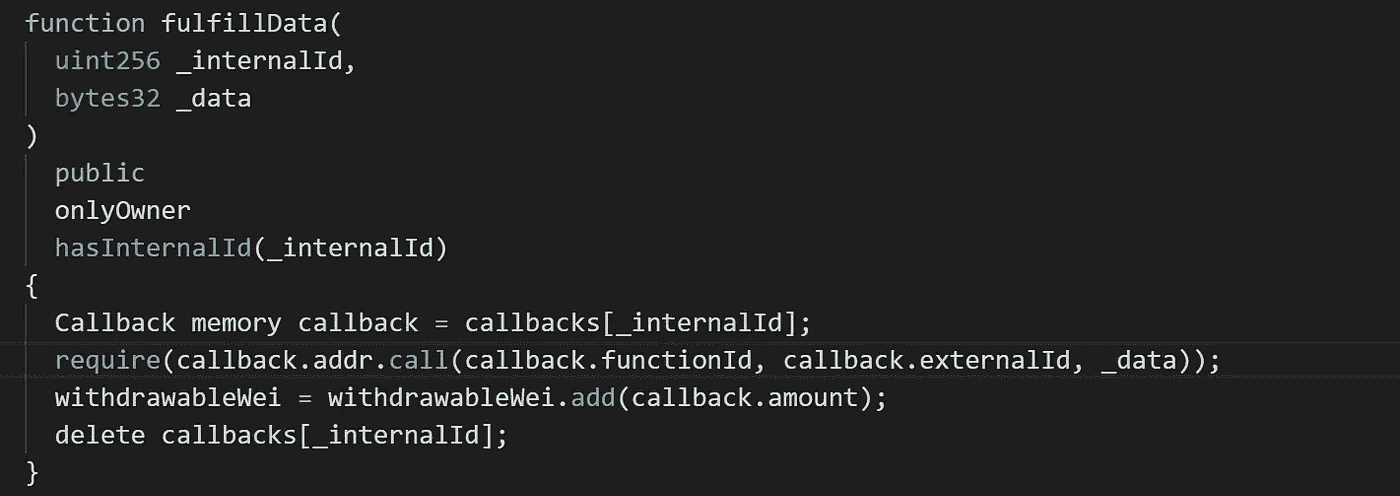 function fulfillData(
  uint256 _internalId,
  bytes32 _data
)
  public
  onlyOwner
  hasInternalId(_internalId)
{
  Callback memory callback = callbacks[_internalId];
  require(callback.addr.call(callback.functionId, callback.externalId, _data));
  withdrawableWei = withdrawableWei.add(callback.amount);
  delete callbacks[_internalId];
}